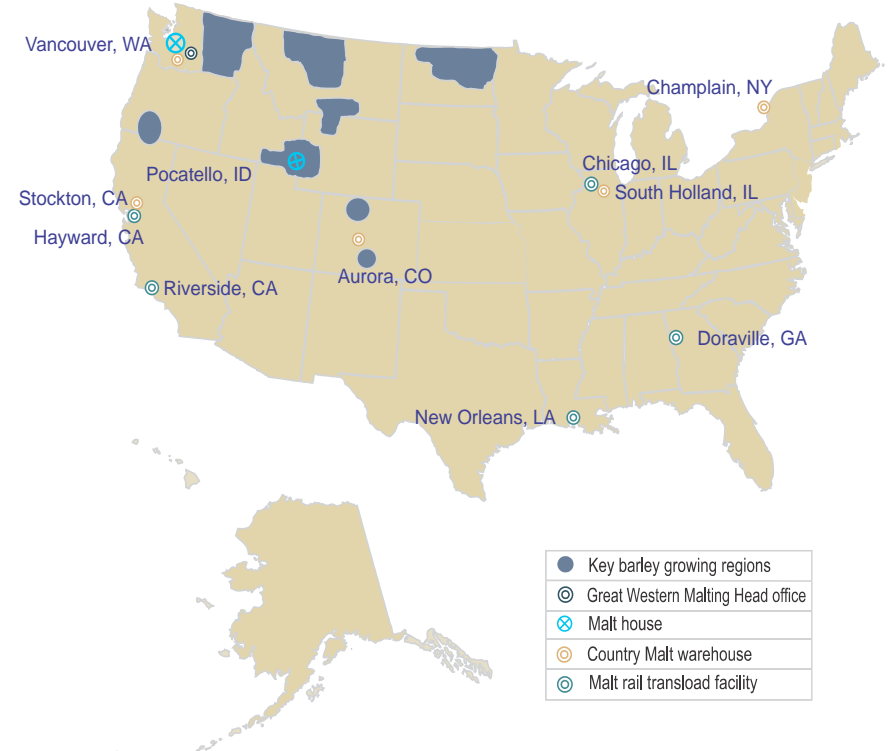 Vancouver, WA
Champlain, NY
Chicago, IL
Pocatello, ID
South Holland, IL
Stockton, CA
Hayward, CA
Aurora, CO
Riverside, CA
Doraville, GA
New Orleans, LA
Key barley growing regions
Great Western Malting Head office
Malt house
Country Malt warehouse
Malt rail transload facility